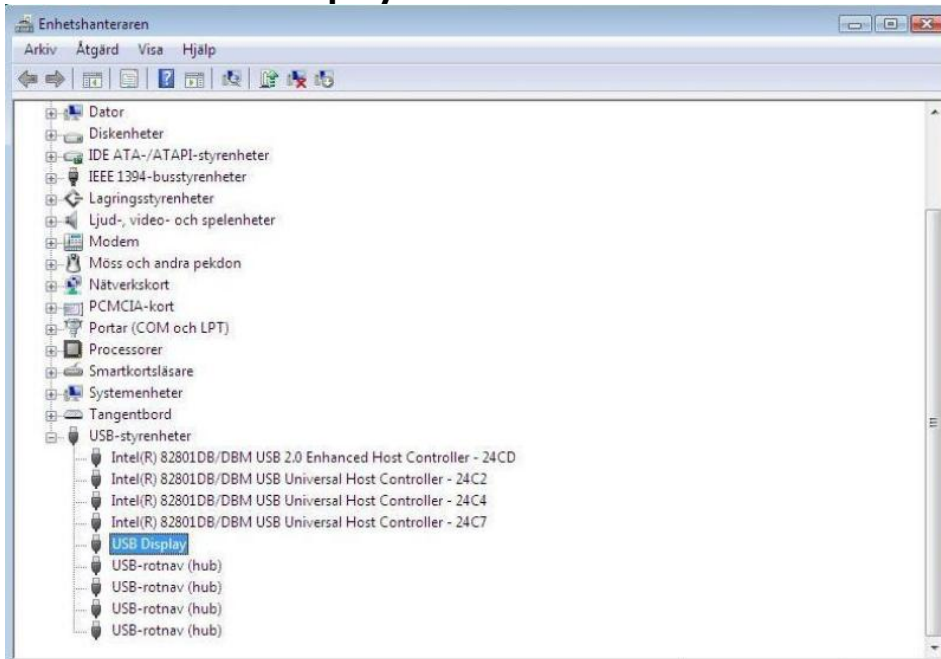 Enhetshanteraren
Arkiv Åtgärd Visa Hjälp
Dator
Diskenheter
IDE ATA-/ATAPI-styrenheter
IEEE 1394-busstyrenheter
Lagringsstyrenheter
Ljud-, video- och spelenheter
Modem
Möss och andra pekdon
Nätverkskort
PCMCIA-kort
Portar (COM och LPT)
Processorer
Smartkortsläsare
Systemenheter
Tangentbord
USB-styrenheter
Intel(R) 82801DB/DBM USB 2.0 Enhanced Host Controller - 24CD
Intel(R) 82801DB/DBM USB Universal Host Controller - 24C2
Intel(R) 82801DB/DBM USB Universal Host Controller - 24C4
Intel(R) 82801DB/DBM USB Universal Host Controller - 24C7
USB Display
USB-rotnav (hub)
USB-rotnav (hub)
USB-rotnav (hub)
USB-rotnav (hub)